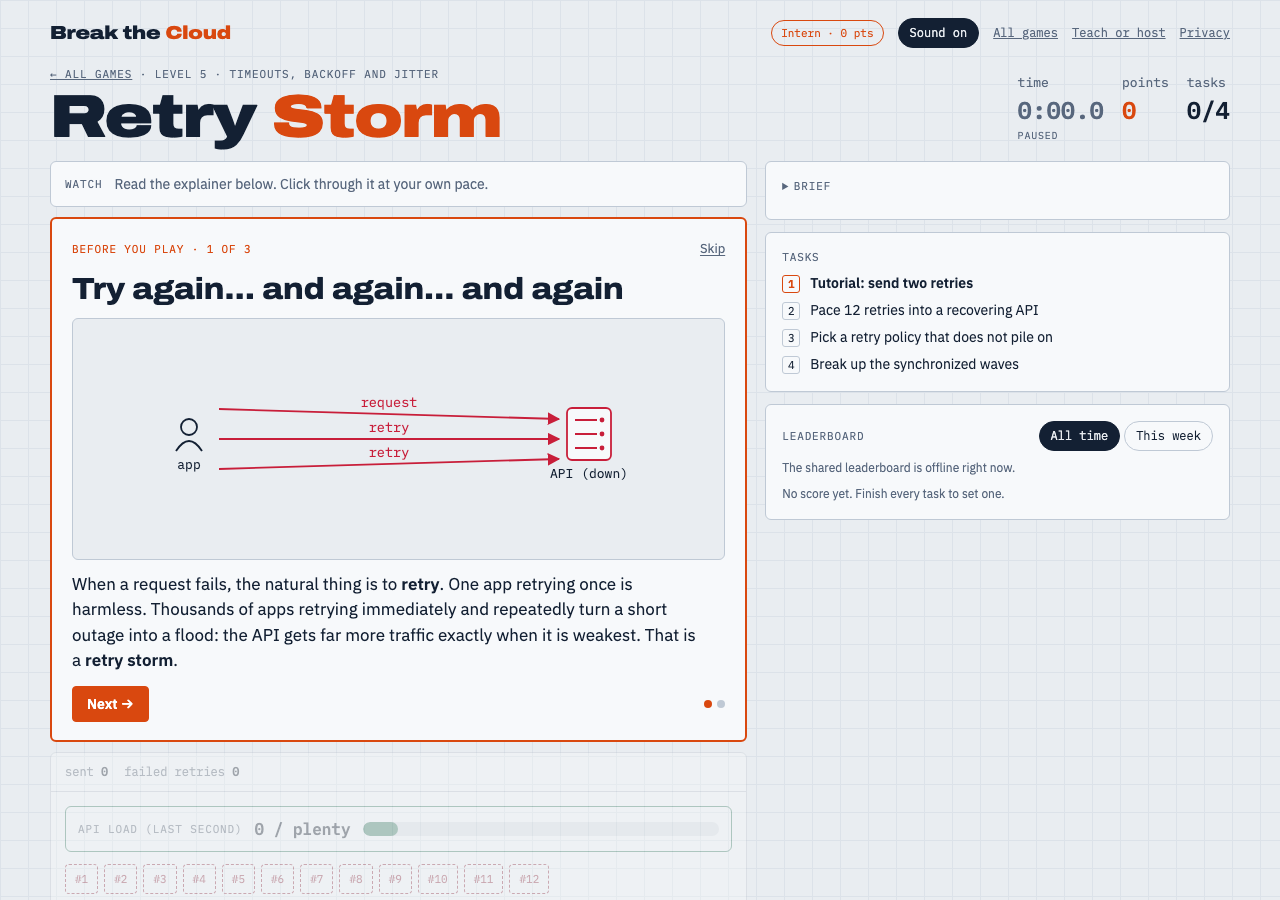 Break the Cloud
Intern · 0 pts
Sound on
All games
Teach or host
Privacy
← ALL GAMES · LEVEL 5 · TIMEOUTS, BACKOFF AND JITTER
Retry Storm
time
0:00.0
PAUSED
points
0
tasks
0/4
WATCH Read the explainer below. Click through it at your own pace.
BEFORE YOU PLAY · 1 OF 3
Skip
Try again... and again... and again
request
retry
retry
app
API (down)
When a request fails, the natural thing is to retry. One app retrying once is
harmless. Thousands of apps retrying immediately and repeatedly turn a short
outage into a flood: the API gets far more traffic exactly when it is weakest. That is
a retry storm.
Next →
sent 0 failed retries 0
API LOAD (LAST SECOND) 0 / plenty
#1 #2 #3 #4 #5 #6 #7 #8 #9 #10 #11 #12
BRIEF
TASKS
1 Tutorial: send two retries
2 Pace 12 retries into a recovering API
3 Pick a retry policy that does not pile on
4 Break up the synchronized waves
LEADERBOARD
All time
This week
The shared leaderboard is offline right now.
No score yet. Finish every task to set one.